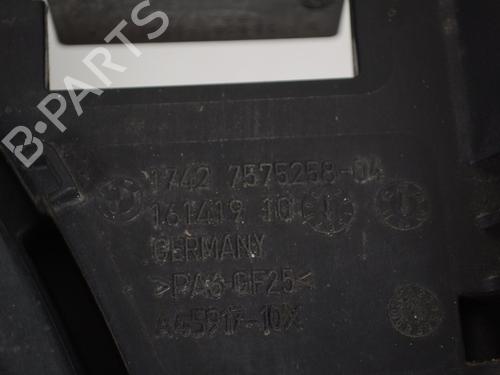 B-PARTS
1742 7575258-04
161419 10
GERMANY
>PA6-GF25<
A65917-10X